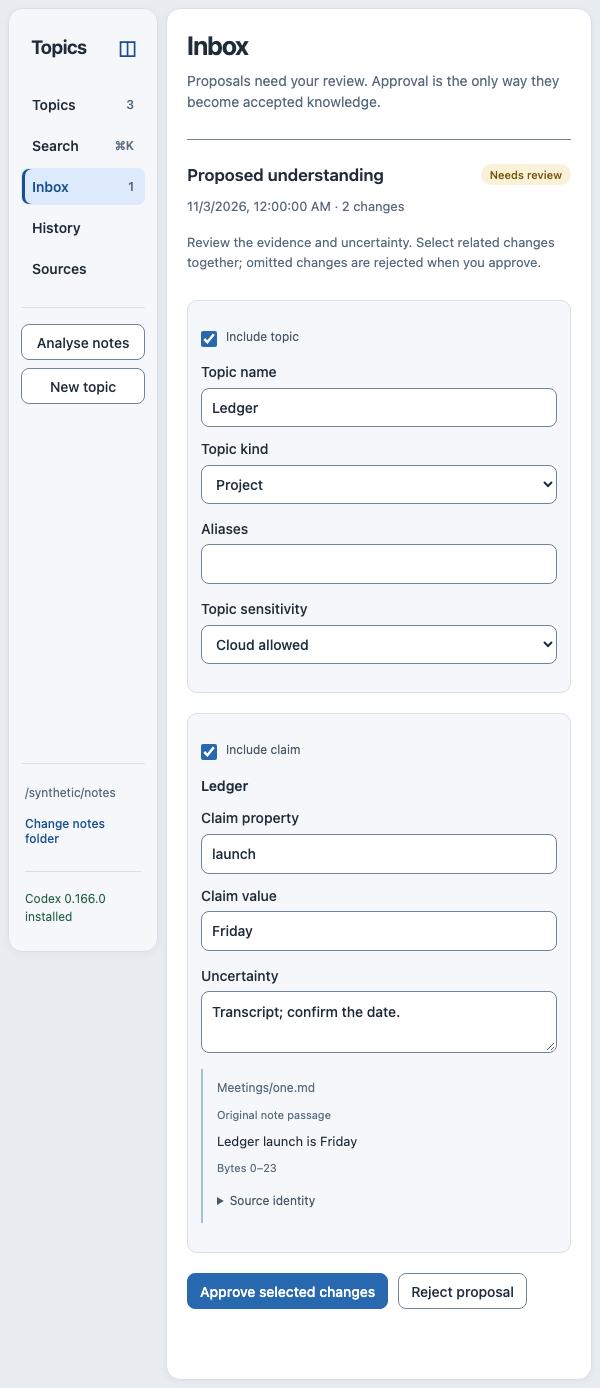 Topics
Topics 3
Search ⌘K
Inbox 1
History
Sources
Analyse notes
New topic
/synthetic/notes
Change notes
folder
Codex 0.166.0
installed
Inbox
Proposals need your review. Approval is the only way they
become accepted knowledge.
Proposed understanding
Needs review
11/3/2026, 12:00:00 AM · 2 changes
Review the evidence and uncertainty. Select related changes
together; omitted changes are rejected when you approve.
Include topic
Topic name
Ledger
Topic kind
Project
Aliases
Topic sensitivity
Cloud allowed
Include claim
Ledger
Claim property
launch
Claim value
Friday
Uncertainty
Transcript; confirm the date.
Meetings/one.md
Original note passage
Ledger launch is Friday
Bytes 0–23
Source identity
Approve selected changes
Reject proposal